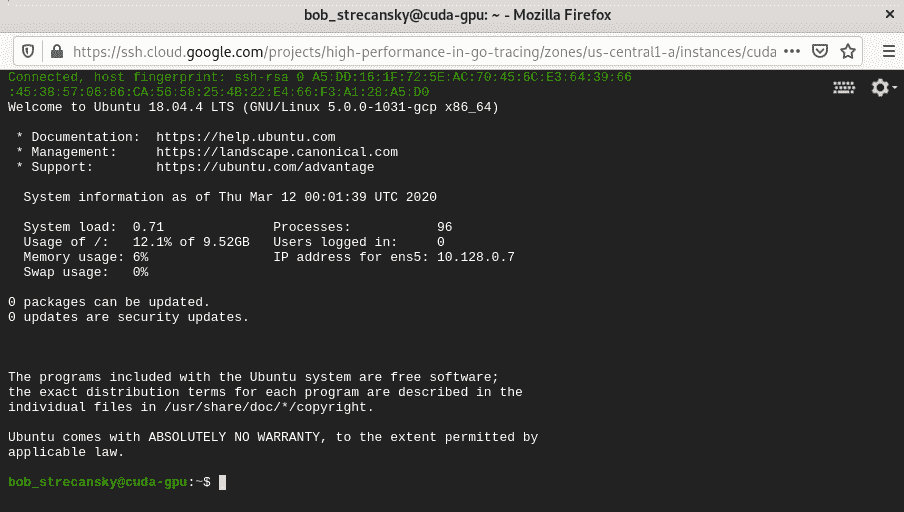 bob_strecansky@cuda-gpu: ~ - Mozilla Firefox
https://ssh.cloud.google.com/projects/high-performance-in-go-tracing/zones/us-central1-a/instances/cuda
Connected, host fingerprint: ssh-rsa 0 A5:DD:16:1F:72:5E:AC:70:45:6C:E3:64:39:66
:45:38:57:06:86:CA:56:58:25:4B:22:E4:66:F3:A1:28:A5:D0
Welcome to Ubuntu 18.04.4 LTS (GNU/Linux 5.0.0-1031-gcp x86_64)
* Documentation: https://help.ubuntu.com
* Management: https://landscape.canonical.com
* Support: https://ubuntu.com/advantage
System information as of Thu Mar 12 00:01:39 UTC 2020
System load: 0.71 Processes: 96
Usage of /: 12.1% of 9.52GB Users logged in: 0
Memory usage: 6% IP address for ens5: 10.128.0.7
Swap usage: 0%
0 packages can be updated.
0 updates are security updates.
The programs included with the Ubuntu system are free software;
the exact distribution terms for each program are described in the
individual files in /usr/share/doc/*/copyright.
Ubuntu comes with ABSOLUTELY NO WARRANTY, to the extent permitted by
applicable law.
bob_strecansky@cuda-gpu:~$